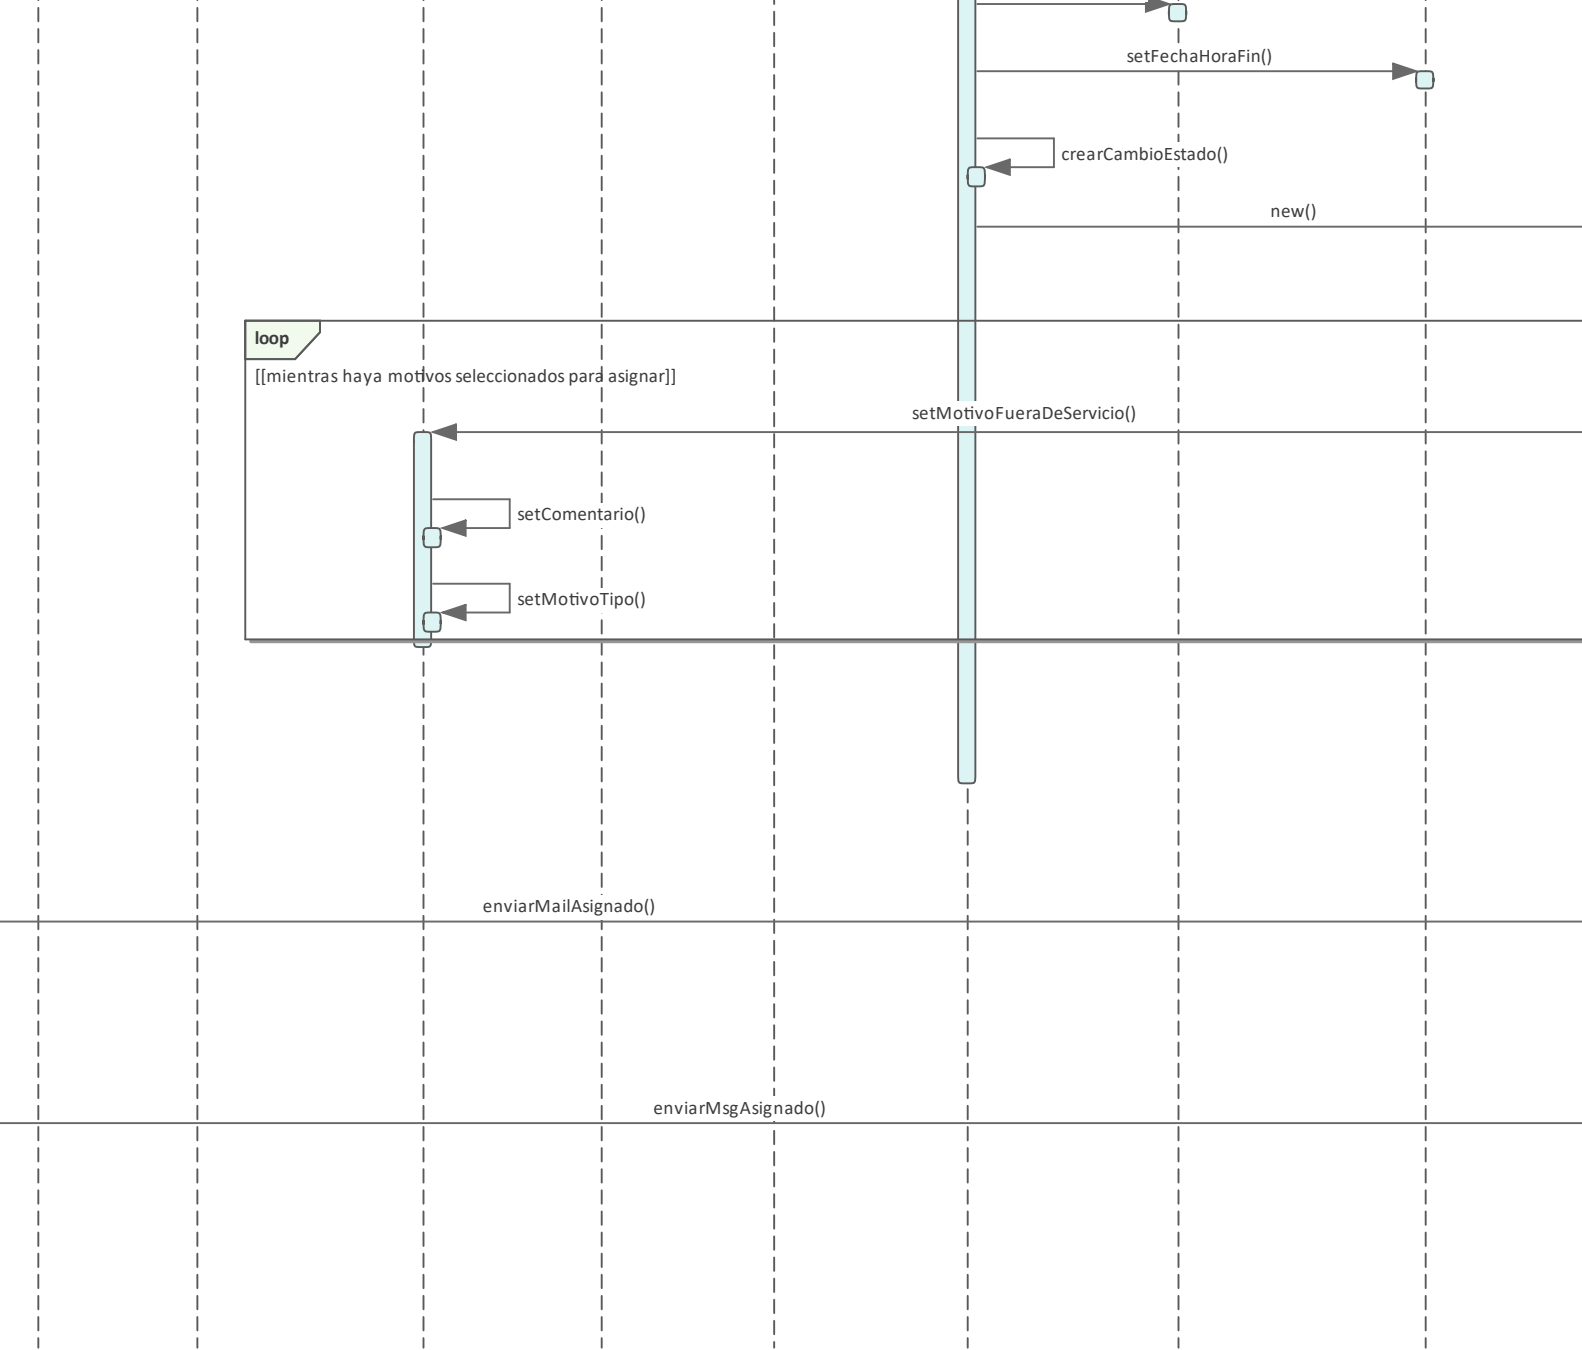 setFechaHoraFin()
crearCambioEstado()
new()
loop
[[mientras haya motivos seleccionados para asignar]]
setMotivoFueraDeServicio()
setComentario()
setMotivoTipo()
enviarMailAsignado()
enviarMsgAsignado()